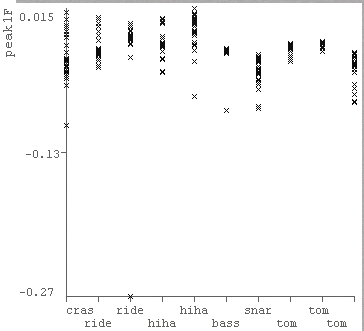 peak1F
0.015
-0.13
-0.27
cras ride hiha snar tom
ride hiha bass tom tom